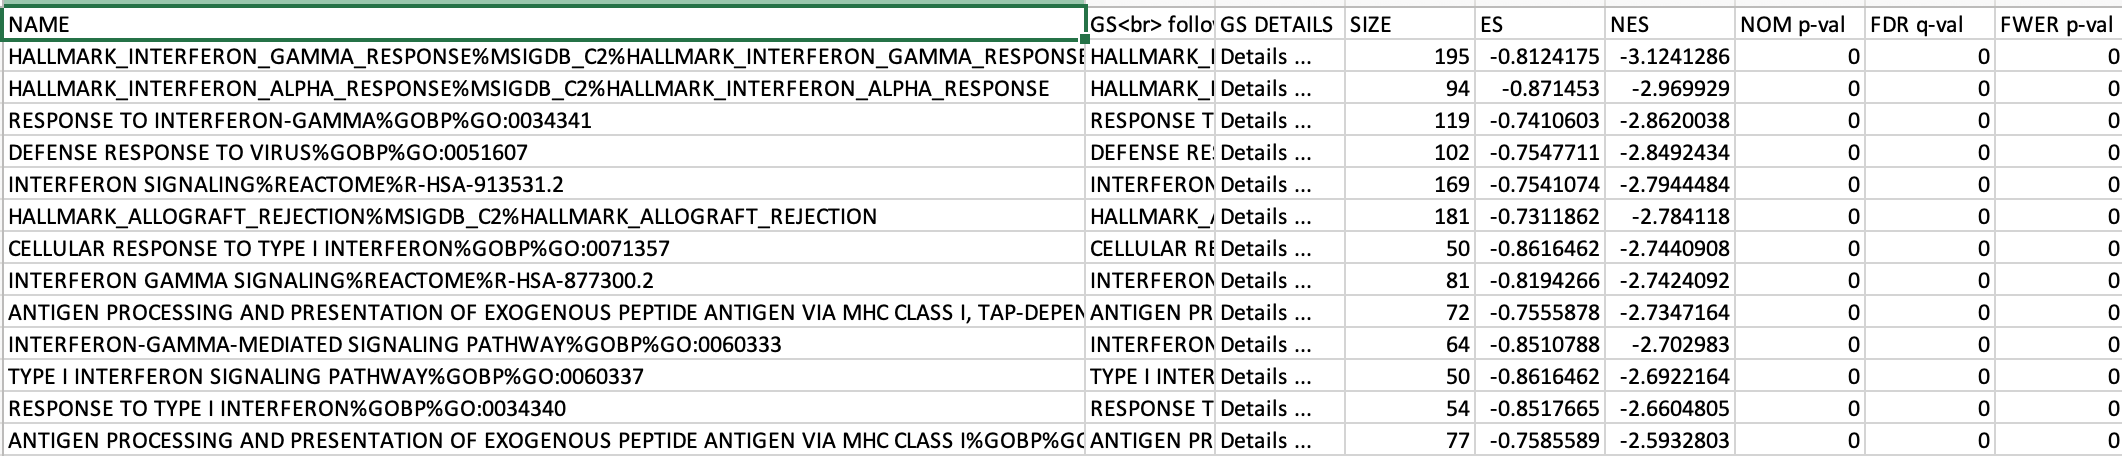 NAME GS<br> follo GS DETAILS SIZE ES NES NOM p-val FDR q-val FWER p-val
HALLMARK_INTERFERON_GAMMA_RESPONSE%MSIGDB_C2%HALLMARK_INTERFERON_GAMMA_RESPONSE HALLMARK_I Details ... 195 -0.8124175 -3.1241286 0 0 0
HALLMARK_INTERFERON_ALPHA_RESPONSE%MSIGDB_C2%HALLMARK_INTERFERON_ALPHA_RESPONSE HALLMARK_I Details ... 94 -0.871453 -2.969929 0 0 0
RESPONSE TO INTERFERON-GAMMA%GOBP%GO:0034341 RESPONSE T Details ... 119 -0.7410603 -2.8620038 0 0 0
DEFENSE RESPONSE TO VIRUS%GOBP%GO:0051607 DEFENSE RES Details ... 102 -0.7547711 -2.8492434 0 0 0
INTERFERON SIGNALING%REACTOME%R-HSA-913531.2 INTERFERON Details ... 169 -0.7541074 -2.7944484 0 0 0
HALLMARK_ALLOGRAFT_REJECTION%MSIGDB_C2%HALLMARK_ALLOGRAFT_REJECTION HALLMARK_A Details ... 181 -0.7311862 -2.784118 0 0 0
CELLULAR RESPONSE TO TYPE I INTERFERON%GOBP%GO:0071357 CELLULAR RE Details ... 50 -0.8616462 -2.7440908 0 0 0
INTERFERON GAMMA SIGNALING%REACTOME%R-HSA-877300.2 INTERFERON Details ... 81 -0.8194266 -2.7424092 0 0 0
ANTIGEN PROCESSING AND PRESENTATION OF EXOGENOUS PEPTIDE ANTIGEN VIA MHC CLASS I, TAP-DEPEN ANTIGEN PR Details ... 72 -0.7555878 -2.7347164 0 0 0
INTERFERON-GAMMA-MEDIATED SIGNALING PATHWAY%GOBP%GO:0060333 INTERFERON Details ... 64 -0.8510788 -2.702983 0 0 0
TYPE I INTERFERON SIGNALING PATHWAY%GOBP%GO:0060337 TYPE I INTER Details ... 50 -0.8616462 -2.6922164 0 0 0
RESPONSE TO TYPE I INTERFERON%GOBP%GO:0034340 RESPONSE T Details ... 54 -0.8517665 -2.6604805 0 0 0
ANTIGEN PROCESSING AND PRESENTATION OF EXOGENOUS PEPTIDE ANTIGEN VIA MHC CLASS I%GOBP%GO ANTIGEN PR Details ... 77 -0.7585589 -2.5932803 0 0 0